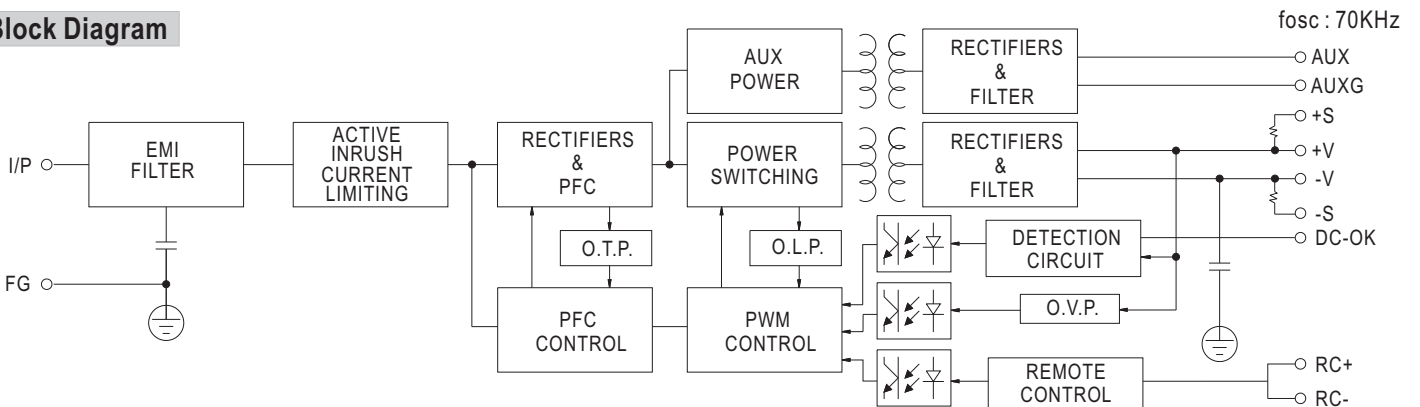 Block Diagram
fosc : 70KHz
AUX
POWER
RECTIFIERS
&
FILTER
AUX
AUXG
I/P
EMI
FILTER
ACTIVE
INRUSH
CURRENT
LIMITING
RECTIFIERS
&
PFC
POWER
SWITCHING
RECTIFIERS
&
FILTER
+S
+V
-V
-S
O.T.P.
O.L.P.
DETECTION
CIRCUIT
DC-OK
FG
PFC
CONTROL
PWM
CONTROL
O.V.P.
REMOTE
CONTROL
RC+
RC-